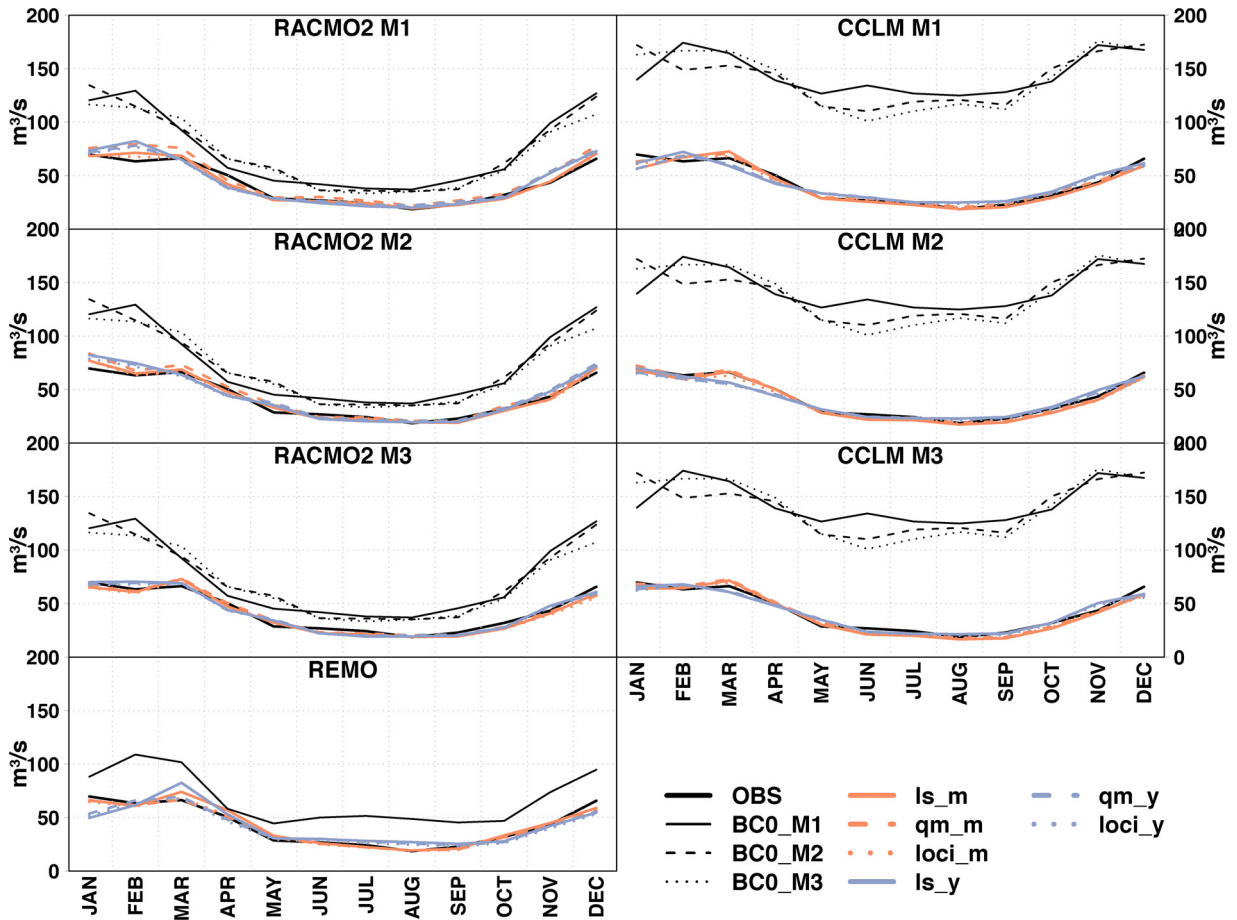 200
RACMO2 M1
CCLM M1
200
150
150
m³/s
m³/s
100
100
50
50
200
RACMO2 M2
CCLM M2
200
0
150
150
m³/s
m³/s
100
100
50
50
200
RACMO2 M3
CCLM M3
200
0
150
150
m³/s
m³/s
100
100
50
50
200
REMO
0
150
m³/s
100
50
0
JAN FEB MAR APR MAY JUN JUL AUG SEP OCT NOV DEC
JAN FEB MAR APR MAY JUN JUL AUG SEP OCT NOV DEC
OBS
BC0_M1
BC0_M2
BC0_M3
ls_m
qm_m
loci_m
ls_y
qm_y
loci_y